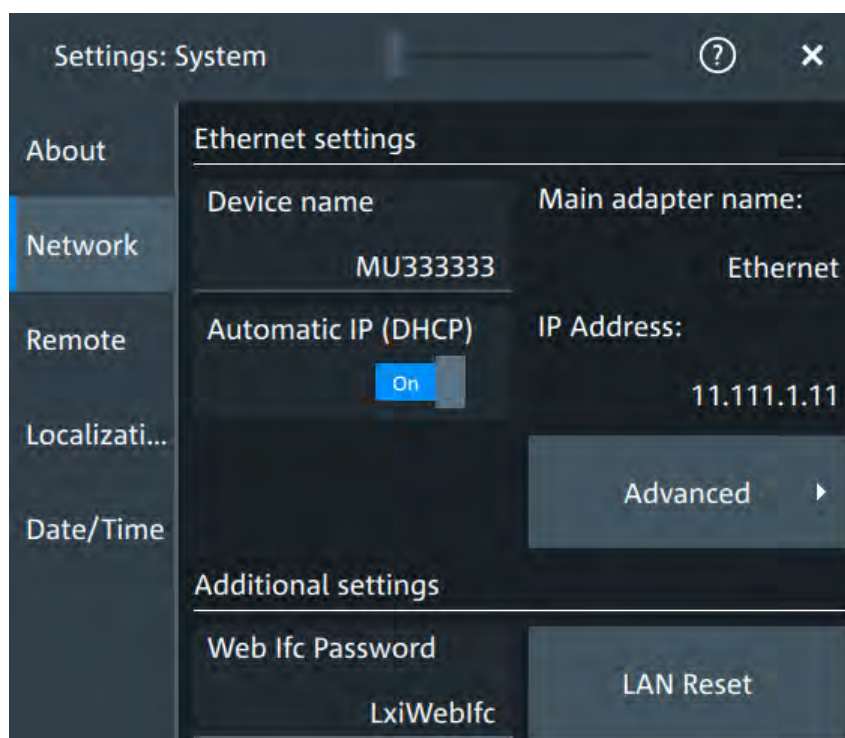 Settings: System
?
About
Network
Remote
Localizati...
Date/Time
Ethernet settings
Device name
MU333333
Main adapter name:
Ethernet
Automatic IP (DHCP)
On
IP Address:
11.111.1.11
Advanced
Additional settings
Web Ifc Password
LxiWebIfc
LAN Reset